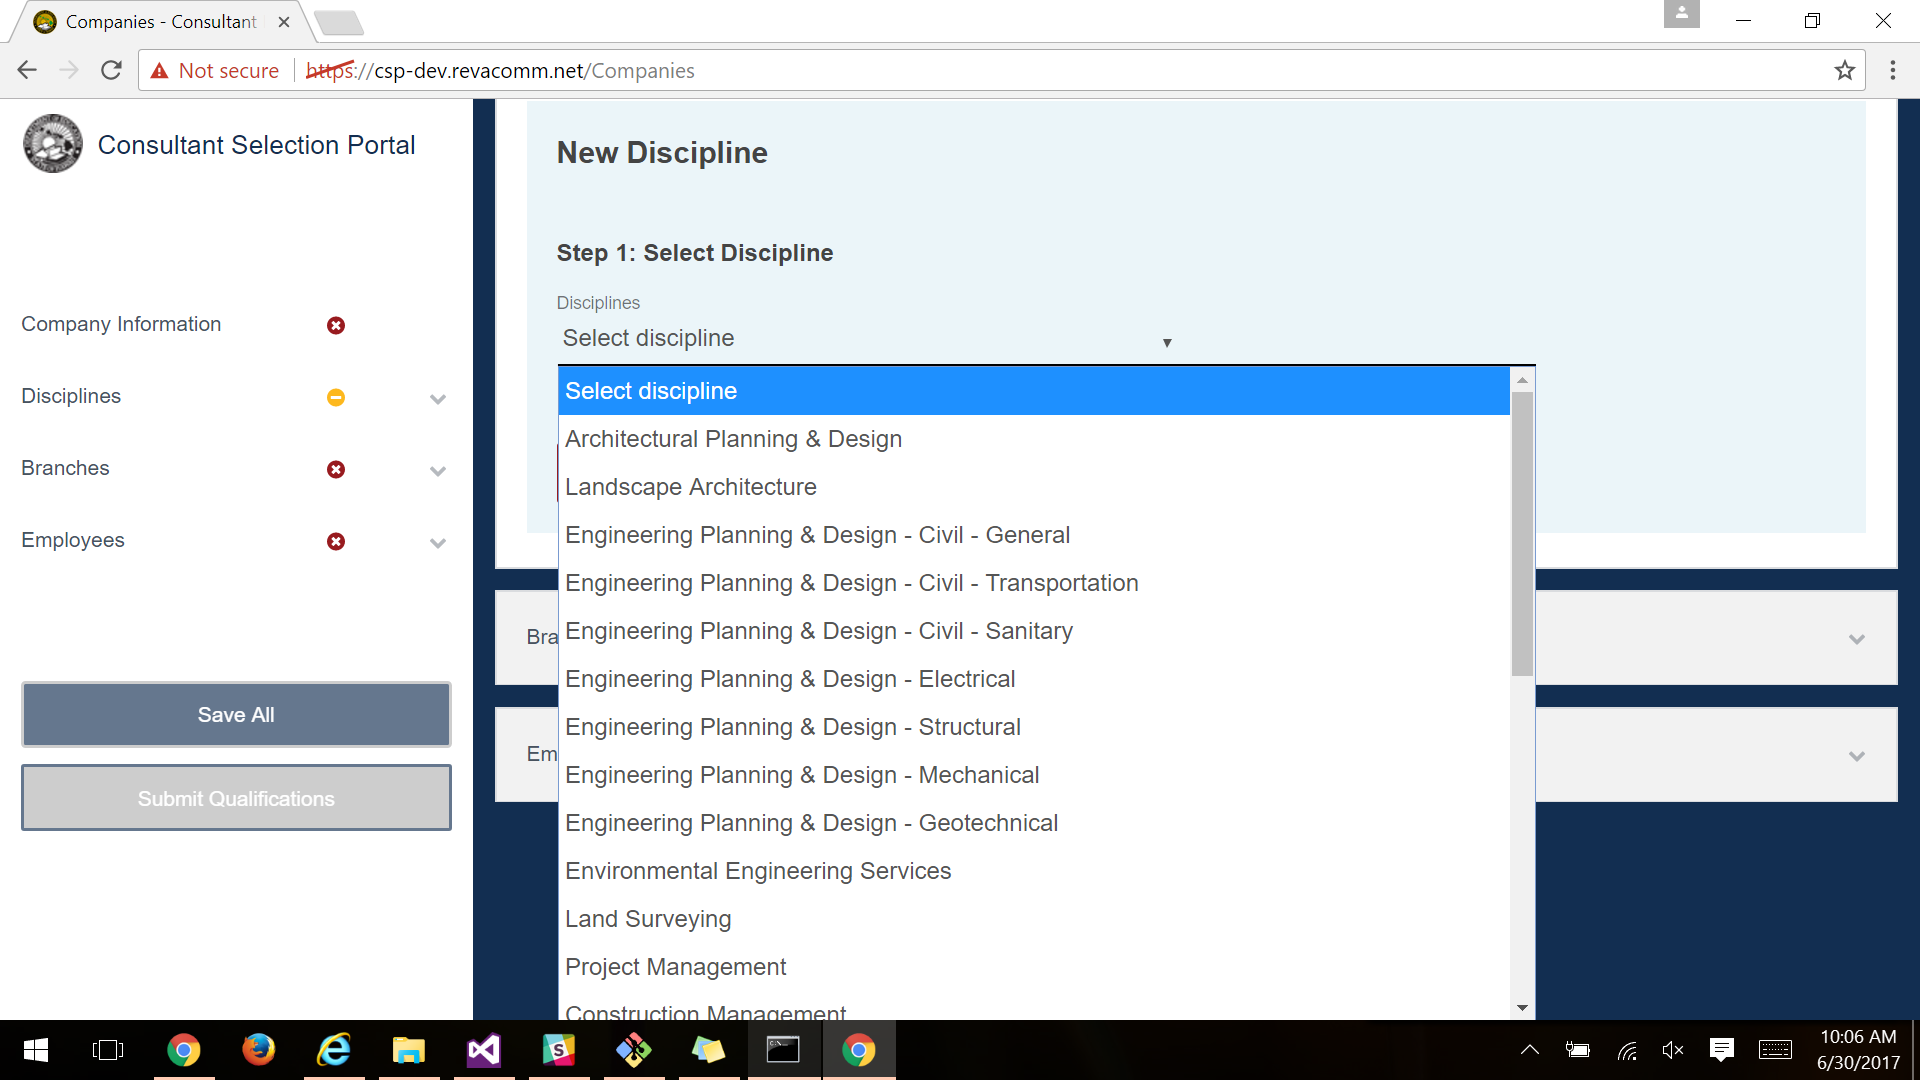 Companies - Consultant
Not secure
https://csp-dev.revacomm.net/Companies
Consultant Selection Portal
Company Information
Disciplines
Branches
Employees
Save All
Submit Qualifications
New Discipline
Step 1: Select Discipline
Disciplines
Select discipline
Select discipline
Architectural Planning & Design
Landscape Architecture
Engineering Planning & Design - Civil - General
Engineering Planning & Design - Civil - Transportation
Engineering Planning & Design - Civil - Sanitary
Engineering Planning & Design - Electrical
Engineering Planning & Design - Structural
Engineering Planning & Design - Mechanical
Engineering Planning & Design - Geotechnical
Environmental Engineering Services
Land Surveying
Project Management
Construction Management
Bra
Em
10:06 AM
6/30/2017